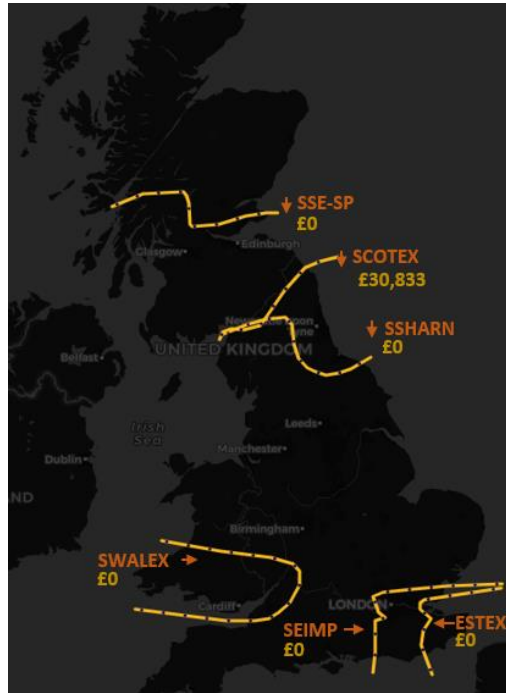 SSE-SP
£0
Glasgow
Edinburgh
SCOTEX
£30,833
SSHARN
£0
UNITED KINGDOM
Belfast
Leeds
Irish
Sea
Manchester
Dublin
AND
Birmingham
SWALEX
£0
Cardiff
LONDON
SEIMP
£0
ESTEX
£0